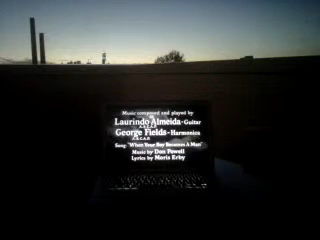 Music composed and played by
Laurindo Almeida-Guitar
A.S.C.A.P.
George Fields-Harmonica
A.S.C.A.P.
Song: "When Your Boy Becomes A Man"
Music by Don Powell
Lyrics by Moris Erby